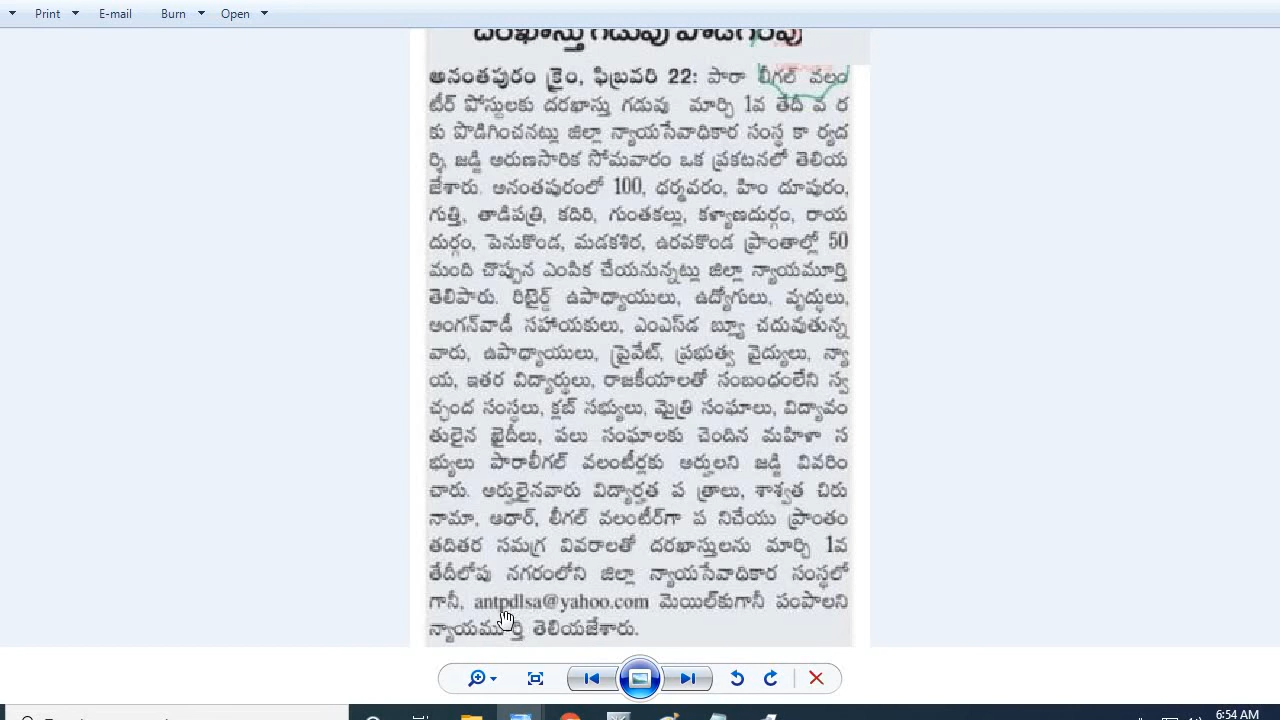 Print E-mail Burn Open
దరఖాస్తు గడువు పొడిగింపు
అనంతపురం క్రైం, ఫిబ్రవరి 22: పారా లీగల్ వలం
టీర్ పోస్టులకు దరఖాస్తు గడువు మార్చి 1వ తేదీ వ ర
కు పొడిగించనట్లు జిల్లా న్యాయసేవాధికార సంస్థ కా ర్యద
ర్శి జడ్జి అరుణసారిక సోమవారం ఒక ప్రకటనలో తెలియ
జేశారు. అనంతపురంలో 100, ధర్మవరం, హిం దూపురం,
గుత్తి, తాడిపత్రి, కదిరి, గుంతకల్లు, కళ్యాణదుర్గం, రాయ
దుర్గం, పెనుకొండ, మడకశిర, ఉరవకొండ ప్రాంతాల్లో 50
మంది చొప్పున ఎంపిక చేయనున్నట్లు జిల్లా న్యాయమూర్తి
తెలిపారు. రిటైర్డ్ ఉపాధ్యాయులు, ఉద్యోగులు, వృద్ధులు,
అంగన్‌వాడీ సహాయకులు, ఎంఎస్‌డ బ్ల్యూ చదువుతున్న
వారు, ఉపాధ్యాయులు, ప్రైవేట్, ప్రభుత్వ వైద్యులు, న్యా
య, ఇతర విద్యార్థులు, రాజకీయాలతో సంబంధంలేని స్వ
చ్ఛంద సంస్థలు, క్లబ్ సభ్యులు, మైత్రి సంఘాలు, విద్యావం
తులైన ఖైదీలు, పలు సంఘాలకు చెందిన మహిళా స
భ్యులు పారాలీగల్ వలంటీర్లకు అర్హులని జడ్జి వివరిం
చారు. అర్హులైనవారు విద్యార్హత ప త్రాలు, శాశ్వత చిరు
నామా, ఆధార్, లీగల్ వలంటీర్‌గా ప నిచేయు ప్రాంతం
తదితర సమగ్ర వివరాలతో దరఖాస్తులను మార్చి 1వ
తేదీలోపు నగరంలోని జిల్లా న్యాయసేవాధికార సంస్థలో
గానీ, antpdlsa@yahoo.com మెయిల్‌కుగానీ పంపాలని
న్యాయమూర్తి తెలియజేశారు.
6:54 AM